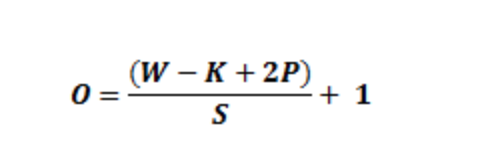 O = (W − K + 2P) / S + 1